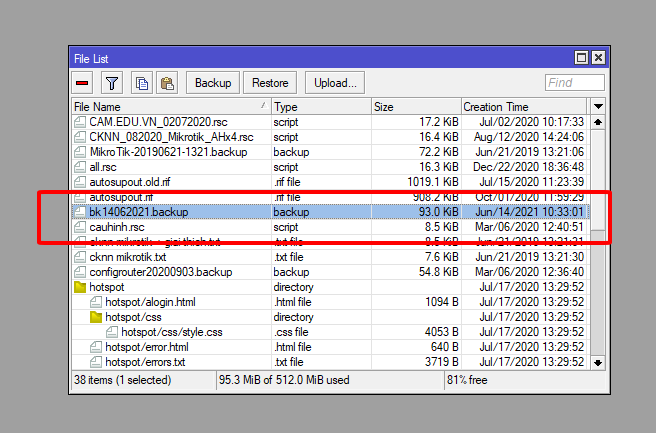 File List
Backup Restore Upload... Find
File Name Type Size Creation Time
CAM.EDU.VN_02072020.rsc script 17.2 KiB Jul/02/2020 10:17:33
CKNN_082020_Mikrotik_AHx4.rsc script 16.4 KiB Aug/12/2020 14:24:06
MikroTik-20190621-1321.backup backup 72.2 KiB Jun/21/2019 13:21:06
all.rsc script 16.3 KiB Dec/22/2020 18:36:48
autosupout.old.rif .rif file 1019.1 KiB Jul/15/2020 11:23:39
autosupout.rif .rif file 908.2 KiB Oct/01/2020 11:59:29
bk14062021.backup backup 93.0 KiB Jun/14/2021 10:33:01
cauhinh.rsc script 8.5 KiB Mar/06/2020 12:40:51
cknn mikrotik + giai thich.txt .txt file 8.5 KiB Jun/21/2019 13:21:31
cknn mikrotik.txt .txt file 7.6 KiB Jun/21/2019 13:21:30
configrouter20200903.backup backup 54.8 KiB Mar/06/2020 12:36:40
hotspot directory Jul/17/2020 13:29:52
hotspot/alogin.html .html file 1094 B Jul/17/2020 13:29:52
hotspot/css directory Jul/17/2020 13:29:52
hotspot/css/style.css .css file 4053 B Jul/17/2020 13:29:52
hotspot/error.html .html file 640 B Jul/17/2020 13:29:52
hotspot/errors.txt .txt file 3719 B Jul/17/2020 13:29:52
38 items (1 selected) 95.3 MiB of 512.0 MiB used 81% free